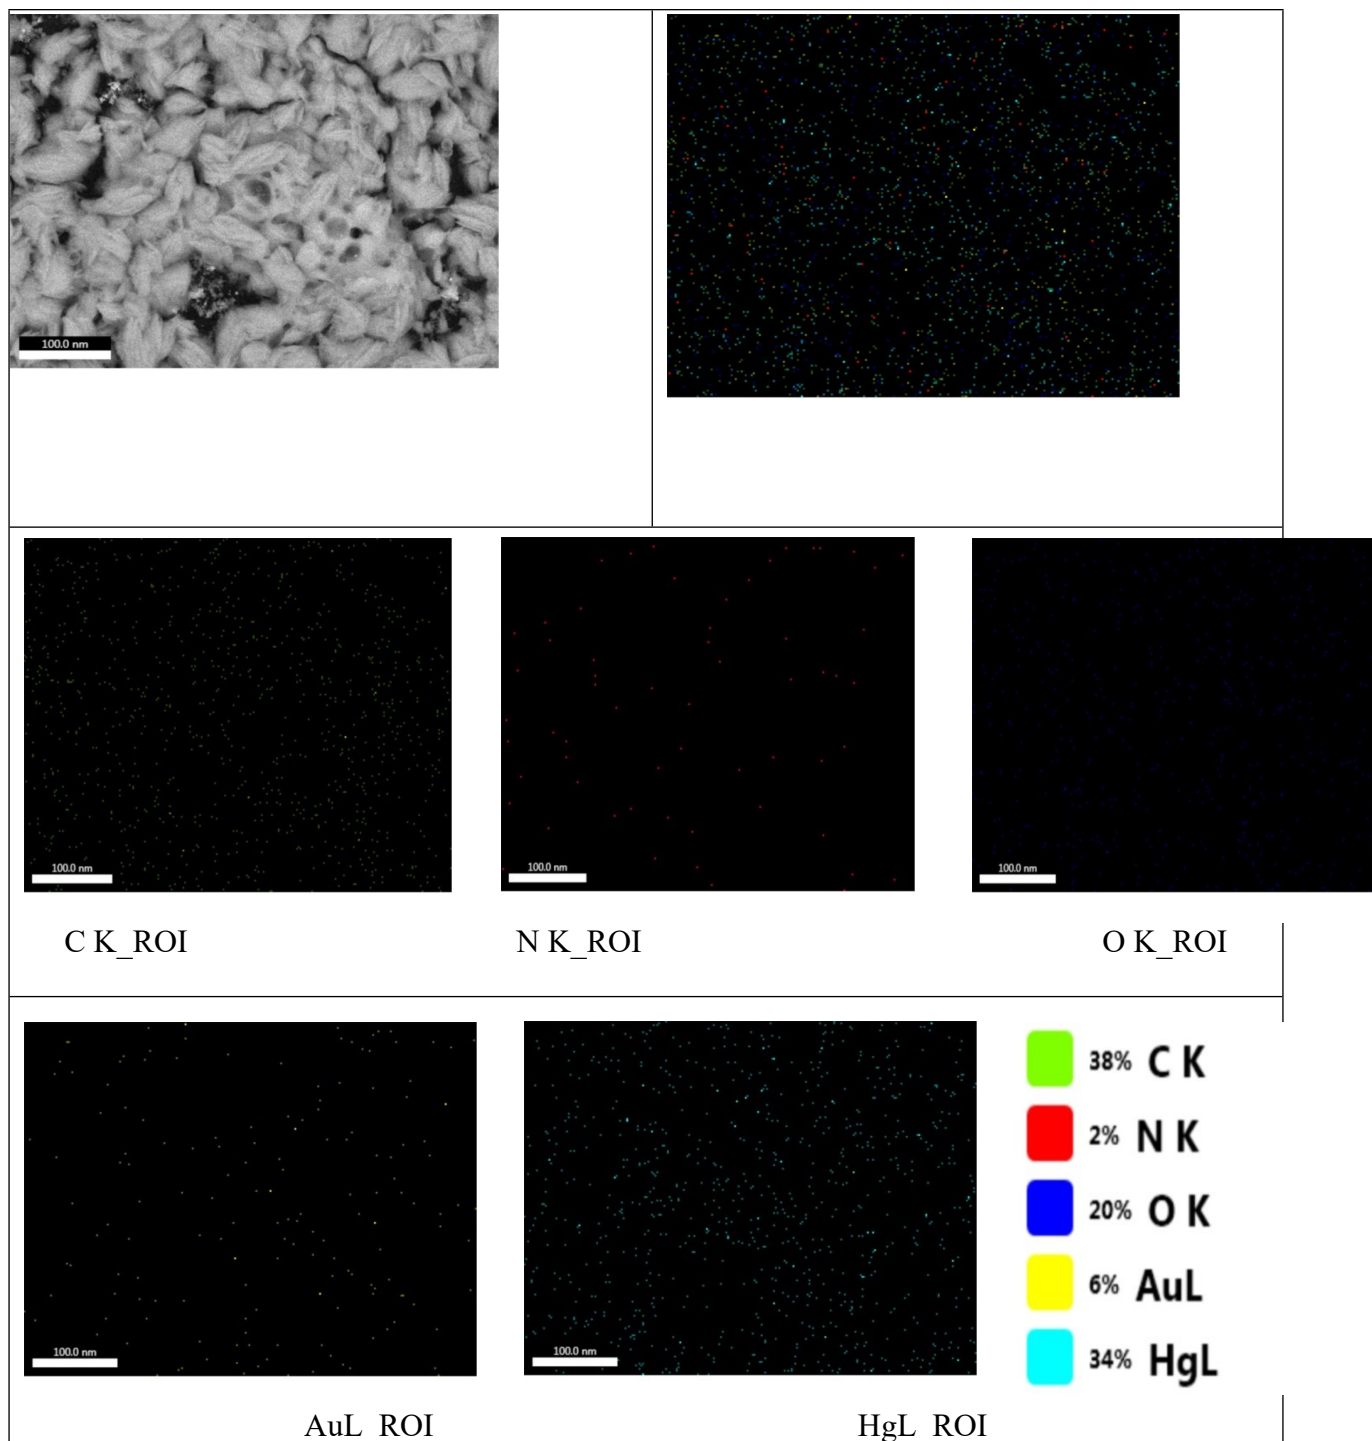 100.0 nm
100.0 nm
100.0 nm
100.0 nm
C K_ROI
N K_ROI
O K_ROI
100.0 nm
100.0 nm
38% C K
2% N K
20% O K
6% AuL
34% HgL
AuL_ROI
HgL_ROI